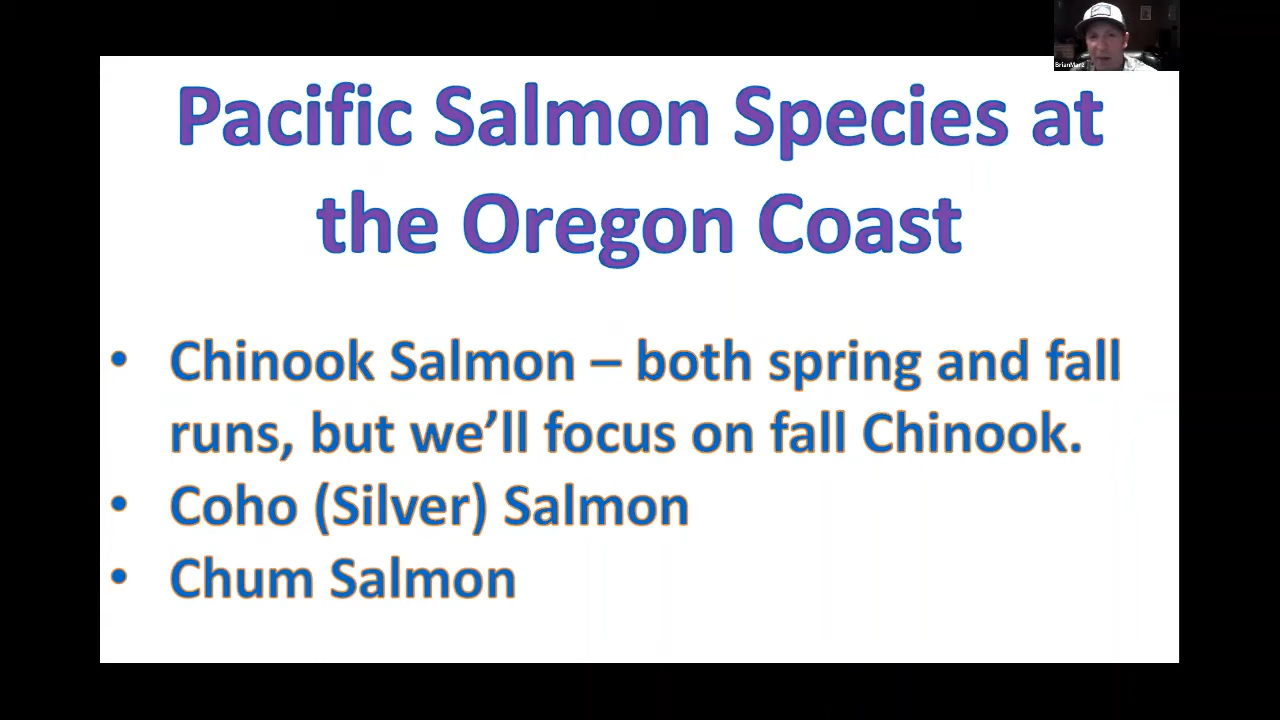 BrianMarz
Pacific Salmon Species at
the Oregon Coast
• Chinook Salmon – both spring and fall
runs, but we’ll focus on fall Chinook.
• Coho (Silver) Salmon
• Chum Salmon